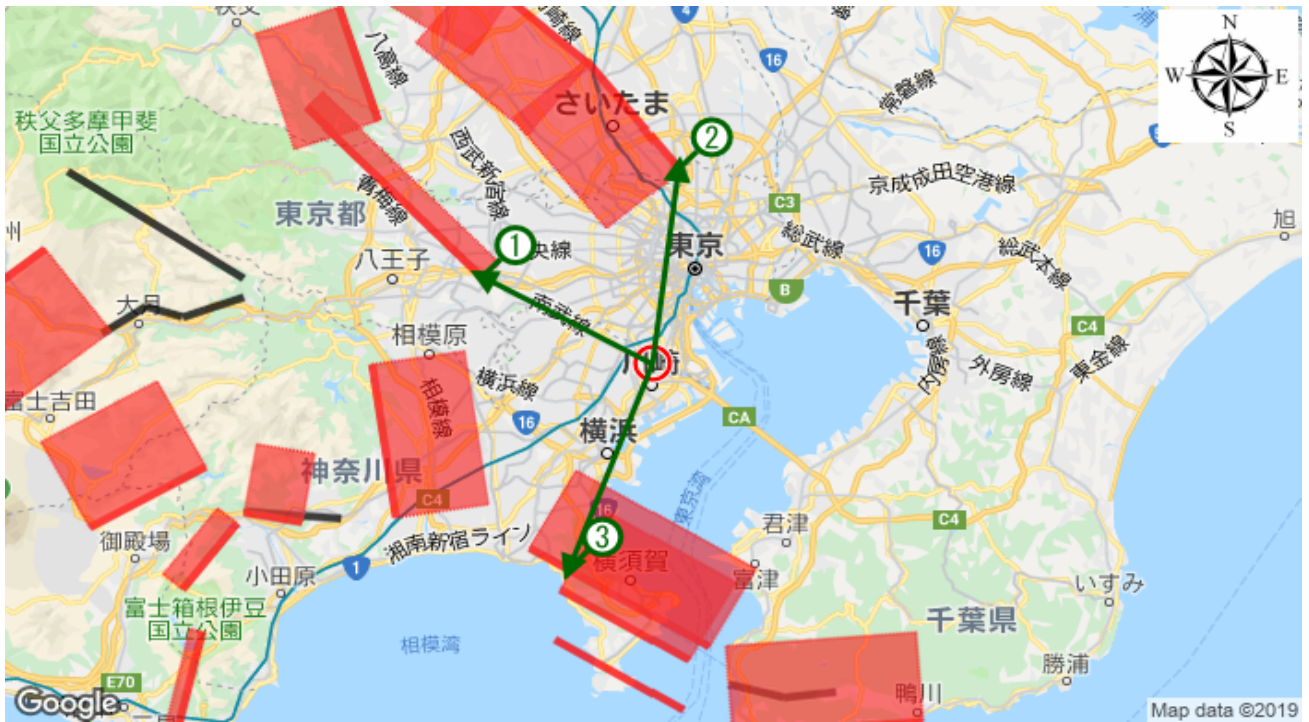 秩父
八高線
崎線
4
16
N
W
E
S
さいたま
常磐線
秩父多摩甲斐
国立公園
②
西武新宿線
青梅線
京成成田空港線
東京都
C3
旭
州
①
央線
東京
総武線
16
総武本線
八王子
B
大月
南武線
千葉
C4
相模原
川崎
内房線
外房線
東金線
富士吉田
相模線
横浜線
16
CA
横浜
神奈川県
C4
16
東京湾
君津
C4
御殿場
湘南新宿ライン
③
小田原
1
横須賀
富津
いすみ
富士箱根伊豆
国立公園
千葉県
相模湾
勝浦
E70
鴨川
Google
Map data ©2019